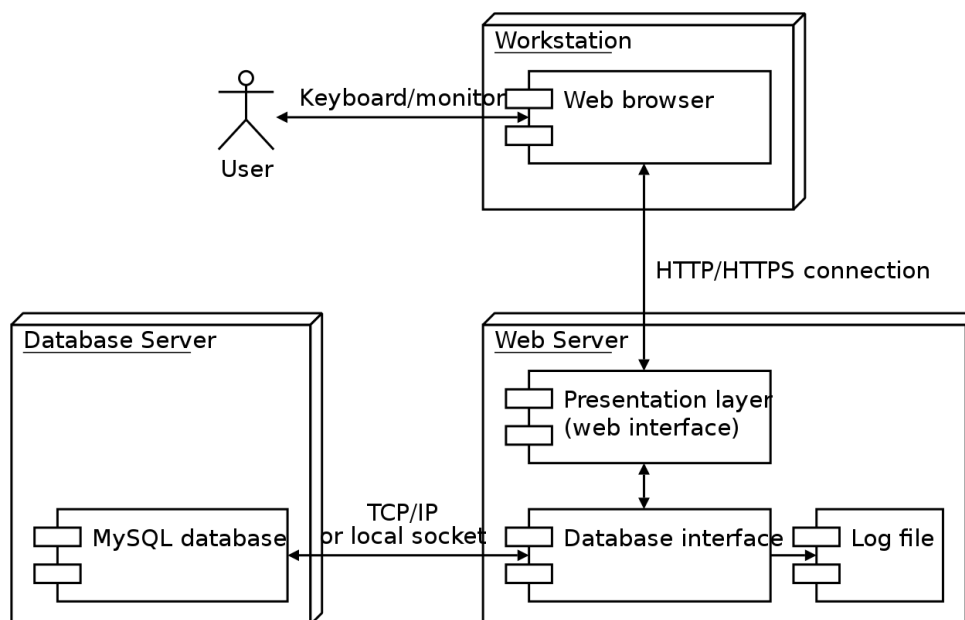 Workstation
Keyboard/monitor
Web browser
User
HTTP/HTTPS connection
Database Server
Web Server
Presentation layer
(web interface)
TCP/IP
or local socket
MySQL database
Database interface
Log file